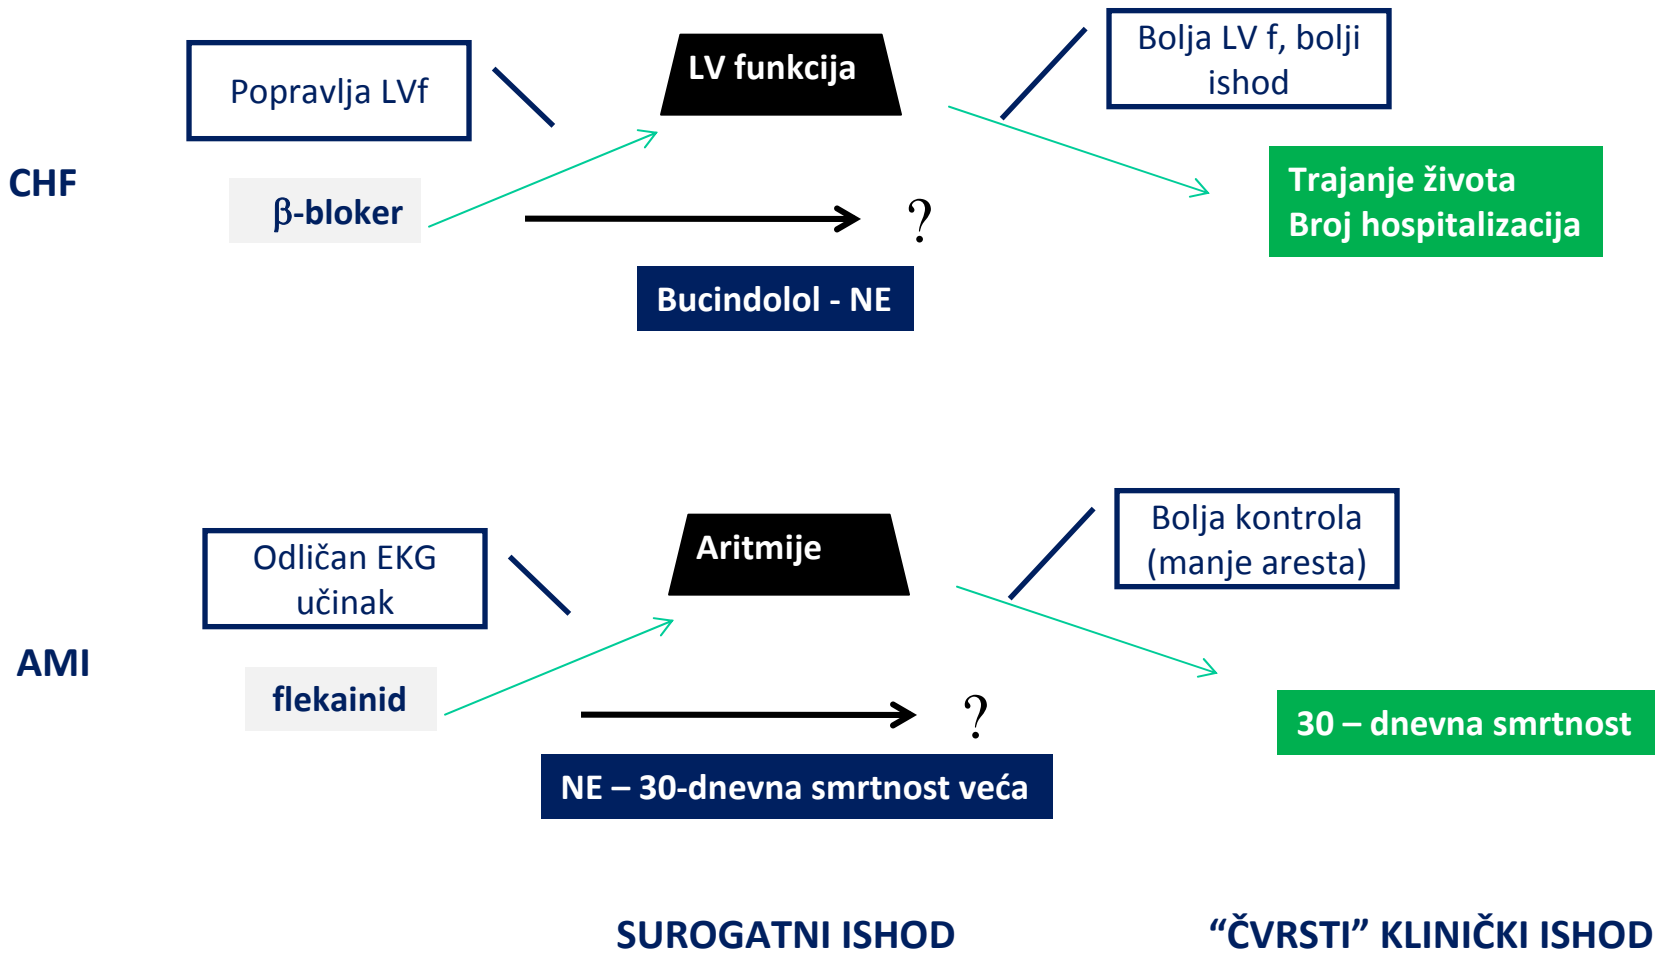 LV funkcija
Bolja LV f, bolji
ishod
Popravlja LVf
CHF
β-bloker
?
Trajanje života
Broj hospitalizacija
Bucindolol - NE
Aritmije
Bolja kontrola
(manje aresta)
Odličan EKG
učinak
AMI
flekainid
?
30 – dnevna smrtnost
NE – 30-dnevna smrtnost veća
SUROGATNI ISHOD
“ČVRSTI” KLINIČKI ISHOD